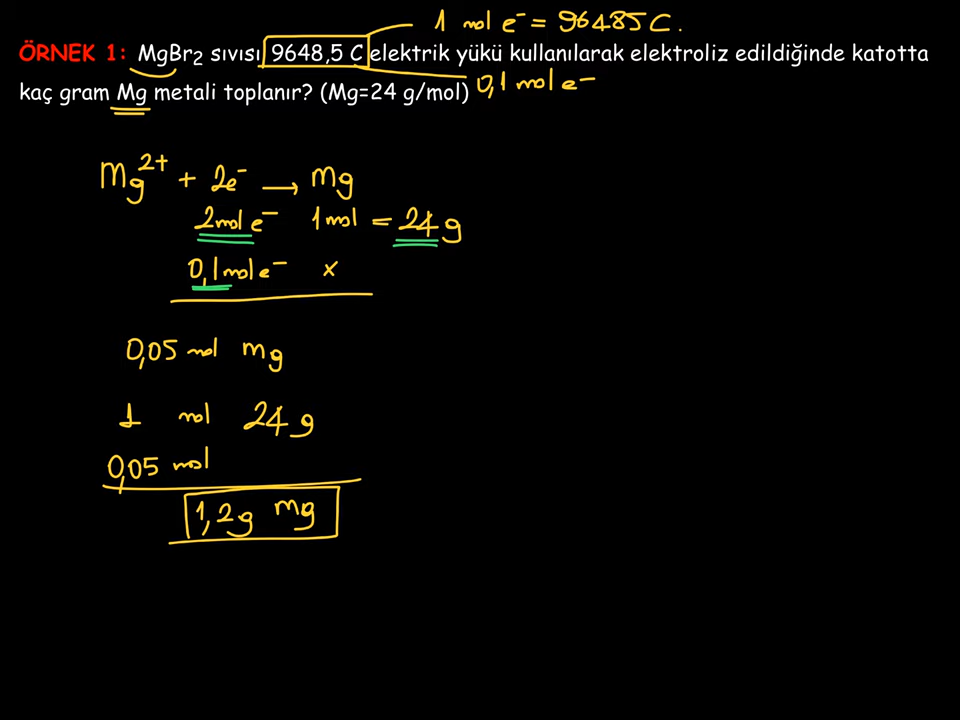 1 mol e⁻ = 96485 C.
ÖRNEK 1: MgBr₂ sıvısı 9648,5 C elektrik yükü kullanılarak elektroliz edildiğinde katotta
kaç gram Mg metali toplanır? (Mg=24 g/mol) 0,1 mol e⁻
Mg²⁺ + 2e⁻ → Mg
2mol e⁻ 1mol = 24 g
0,1mol e⁻ x
0,05 mol Mg
1 mol 24 g
0,05 mol
1,2g Mg